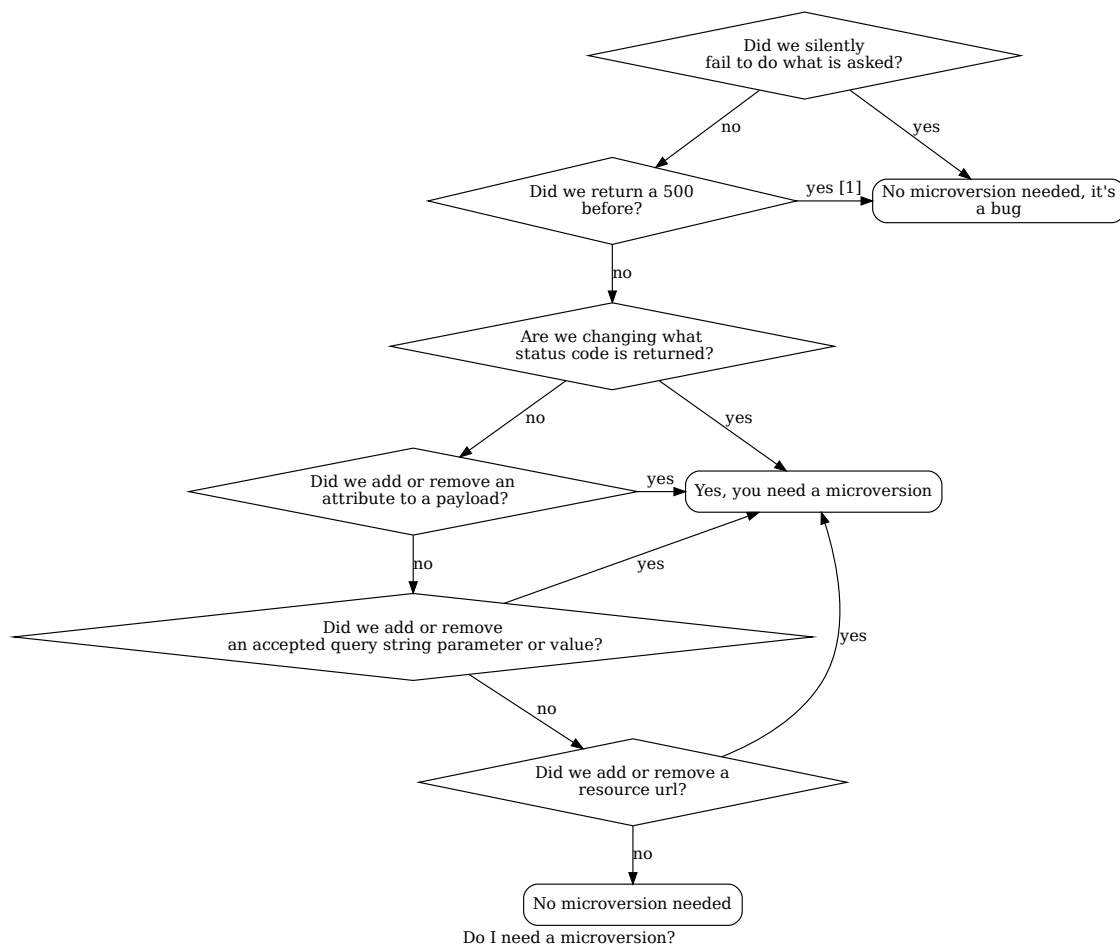 Did we silently
fail to do what is asked?
no
yes
Did we return a 500
before?
yes [1]
No microversion needed, it's
a bug
no
Are we changing what
status code is returned?
no
yes
Did we add or remove an
attribute to a payload?
yes
Yes, you need a microversion
no
yes
Did we add or remove
an accepted query string parameter or value?
yes
no
Did we add or remove a
resource url?
no
No microversion needed
Do I need a microversion?